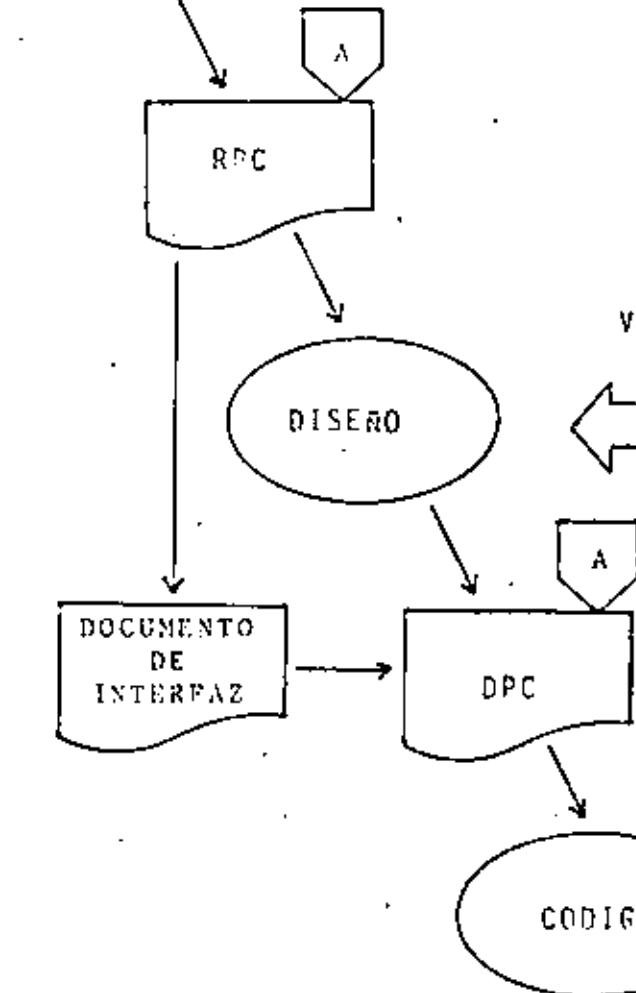 A
RPC
V
DISEÑO
A
DOCUMENTO
DE
INTERFAZ
DPC
CODIG